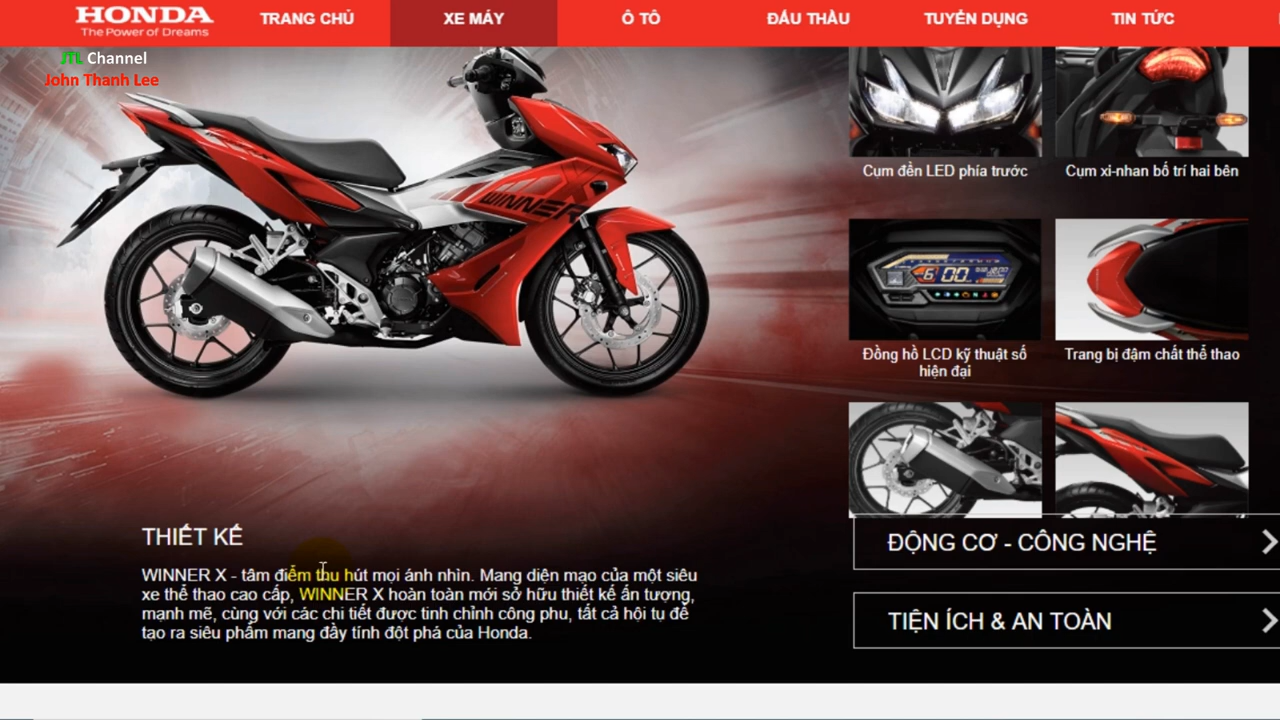 HONDA
The Power of Dreams
TRANG CHỦ
XE MÁY
Ô TÔ
ĐẤU THẦU
TUYỂN DỤNG
TIN TỨC
JTL Channel
John Thanh Lee
WINNER
Cụm đèn LED phía trước
Cụm xi-nhan bố trí hai bên
6 00
Đồng hồ LCD kỹ thuật số
hiện đại
Trang bị đậm chất thể thao
THIẾT KẾ
WINNER X - tâm điểm thu hút mọi ánh nhìn. Mang diện mạo của một siêu
xe thể thao cao cấp, WINNER X hoàn toàn mới sở hữu thiết kế ấn tượng,
mạnh mẽ, cùng với các chi tiết được tinh chỉnh công phu, tất cả hội tụ để
tạo ra siêu phẩm mang đầy tính đột phá của Honda.
ĐỘNG CƠ - CÔNG NGHỆ
TIỆN ÍCH & AN TOÀN